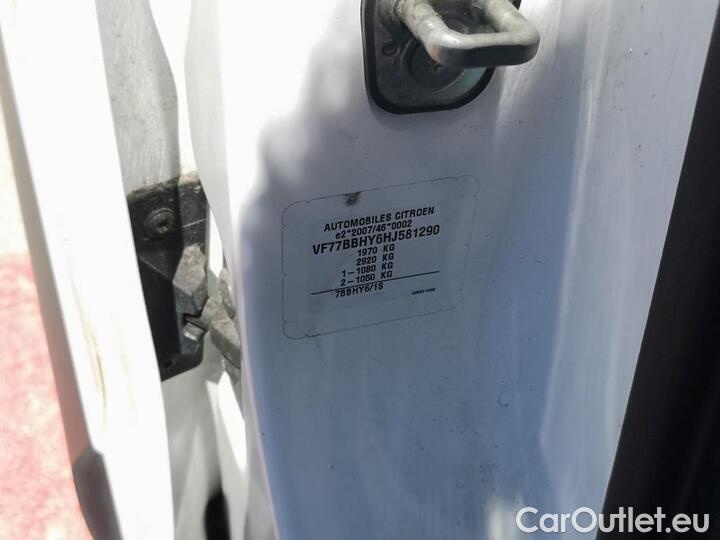 AUTOMOBILES CITROEN
e2*2007/46*0002
VF77BBHY6HJ581290
1970 KG
2920 KG
1-1080 KG
2-1050 KG
7BBHY6/1S
CarOutlet.eu